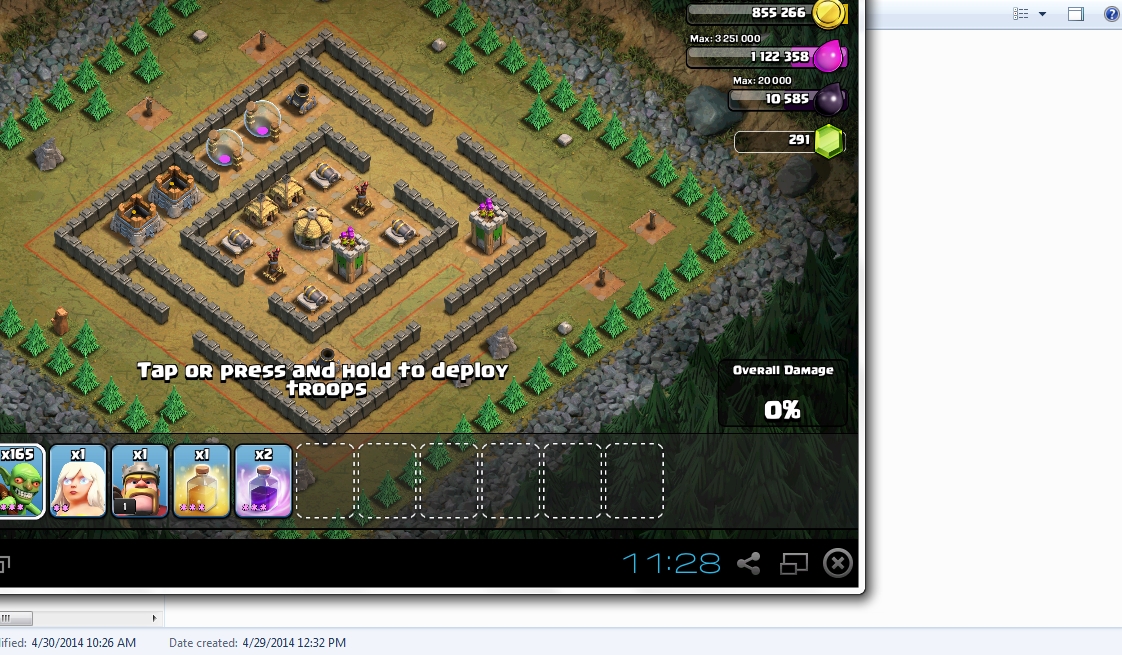 855 266
Max: 3 251 000
1 122 358
Max: 20 000
10 585
291
Tap or press and hold to deploy
troops
Overall Damage
0%
x165
x1
x1
x1
x2
1
11:28
4/30/2014 10:26 AM
Date created: 4/29/2014 12:32 PM